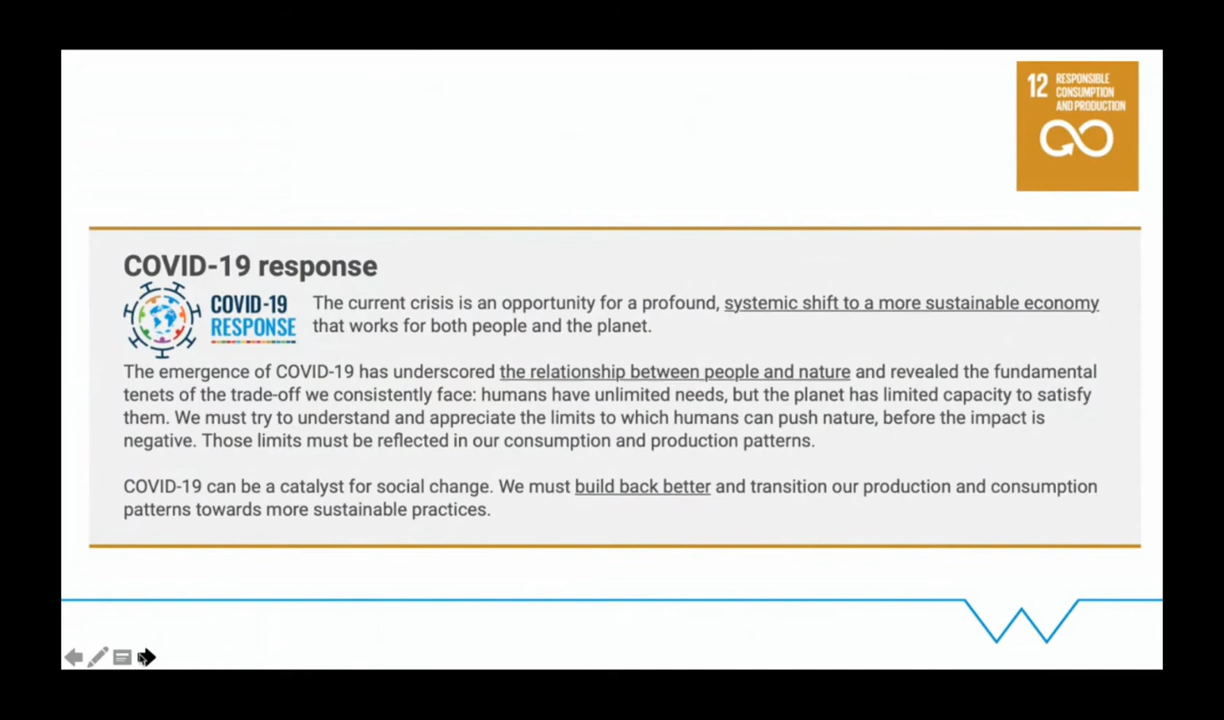 12 RESPONSIBLE
CONSUMPTION
AND PRODUCTION
COVID-19 response
COVID-19
RESPONSE
The current crisis is an opportunity for a profound, systemic shift to a more sustainable economy
that works for both people and the planet.
The emergence of COVID-19 has underscored the relationship between people and nature and revealed the fundamental
tenets of the trade-off we consistently face: humans have unlimited needs, but the planet has limited capacity to satisfy
them. We must try to understand and appreciate the limits to which humans can push nature, before the impact is
negative. Those limits must be reflected in our consumption and production patterns.
COVID-19 can be a catalyst for social change. We must build back better and transition our production and consumption
patterns towards more sustainable practices.